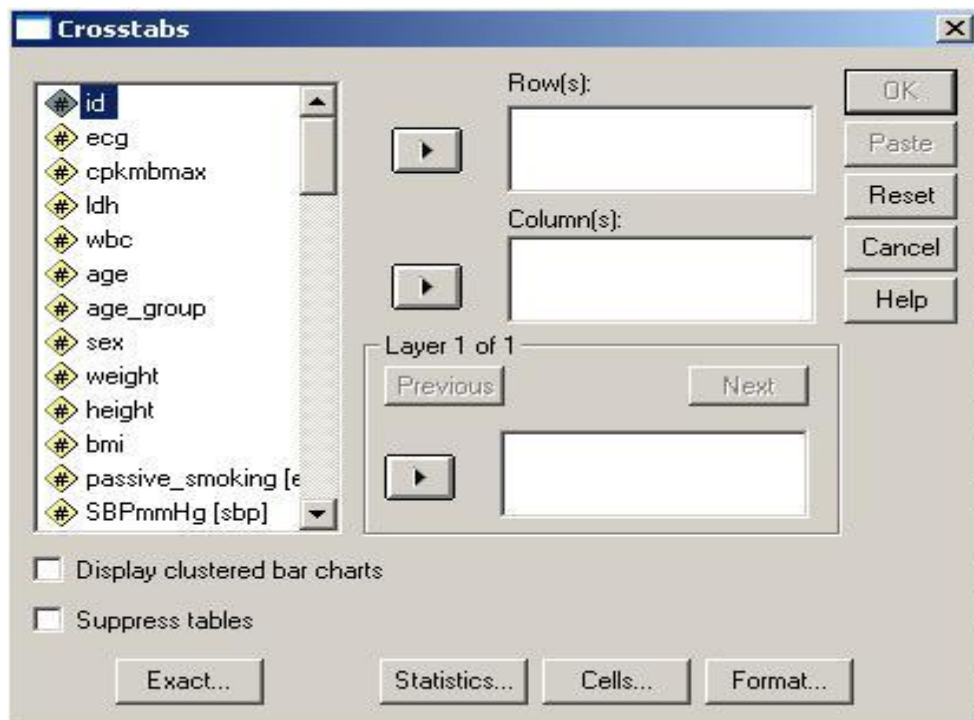 Crosstabs
id
ecg
cpkmbmax
ldh
wbc
age
age_group
sex
weight
height
bmi
passive_smoking [e
SBPmmHg [sbp]
Row(s):
Column(s):
Layer 1 of 1
Previous
Next
OK
Paste
Reset
Cancel
Help
Display clustered bar charts
Suppress tables
Exact...
Statistics...
Cells...
Format...